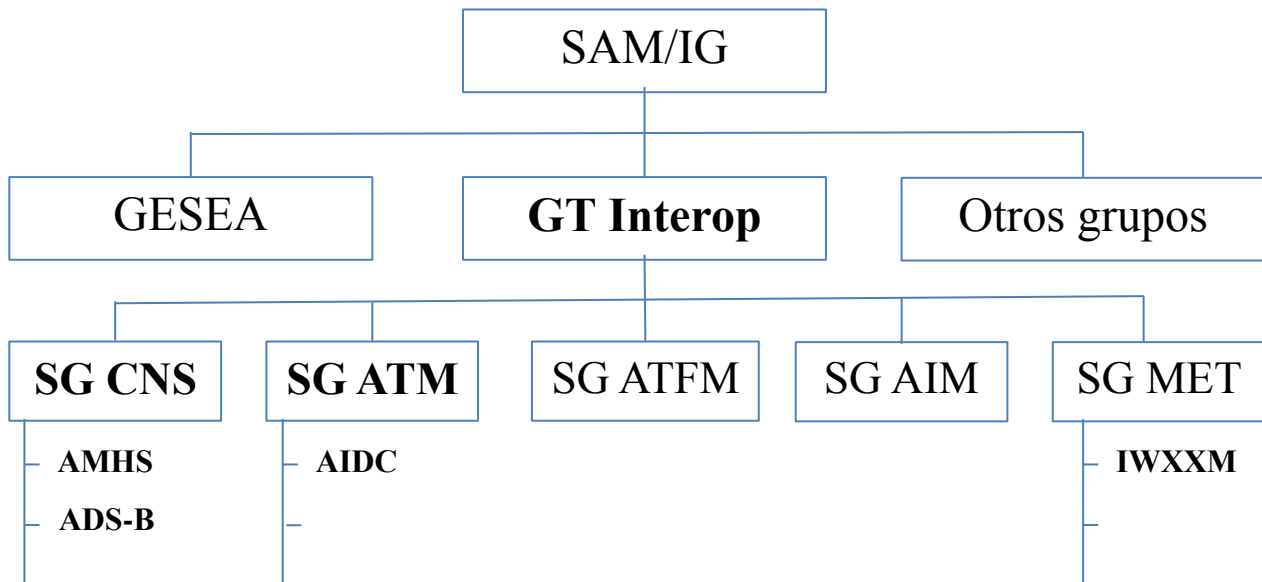 SAM/IG
GESEA
GT Interop
Otros grupos
SG CNS
SG ATM
SG ATFM
SG AIM
SG MET
AMHS
AIDC
IWXXM
ADS-B